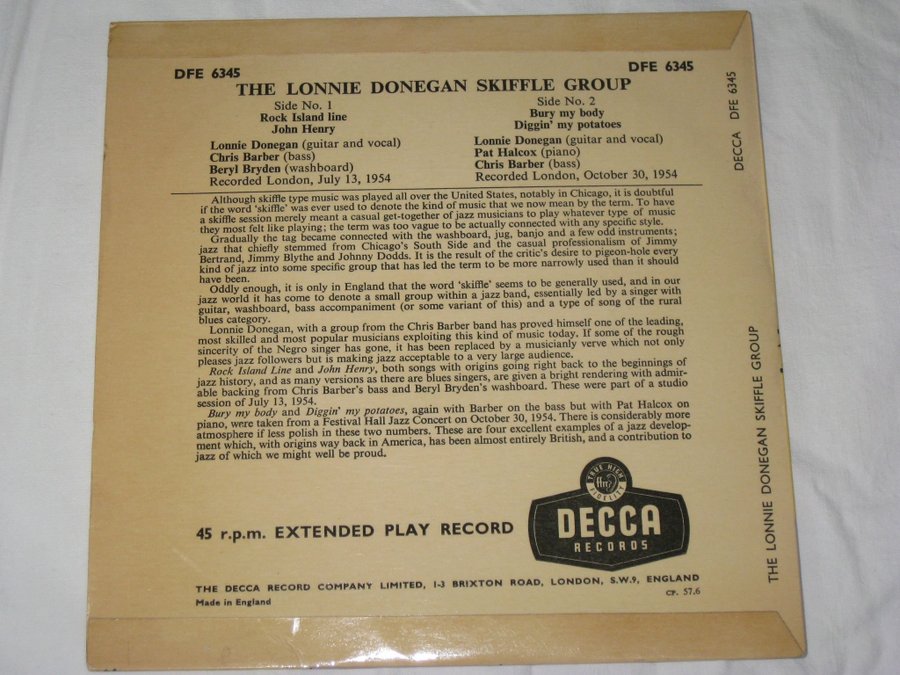 DFE 6345
DFE 6345
THE LONNIE DONEGAN SKIFFLE GROUP
Side No. 1
Rock Island line
John Henry
Lonnie Donegan (guitar and vocal)
Chris Barber (bass)
Beryl Bryden (washboard)
Recorded London, July 13, 1954
Side No. 2
Bury my body
Diggin' my potatoes
Lonnie Donegan (guitar and vocal)
Pat Halcox (piano)
Chris Barber (bass)
Recorded London, October 30, 1954
Although skiffle type music was played all over the United States, notably in Chicago, it is doubtful
if the word 'skiffle' was ever used to denote the kind of music that we now mean by the term. To have
a skiffle session merely meant a casual get-together of jazz musicians to play whatever type of music
they most felt like playing; the term was too vague to be actually connected with any specific style.
Gradually the tag became connected with the washboard, jug, banjo and a few odd instruments;
jazz that chiefly stemmed from Chicago's South Side and the casual professionalism of Jimmy
Bertrand, Jimmy Blythe and Johnny Dodds. It is the result of the critic's desire to pigeon-hole every
kind of jazz into some specific group that has led the term to be more narrowly used than it should
have been.
Oddly enough, it is only in England that the word 'skiffle' seems to be generally used, and in our
jazz world it has come to denote a small group within a jazz band, essentially led by a singer with
guitar, washboard, bass accompaniment (or some variant of this) and a type of song of the rural
blues category.
Lonnie Donegan, with a group from the Chris Barber band has proved himself one of the leading,
most skilled and most popular musicians exploiting this kind of music today. If some of the rough
sincerity of the Negro singer has gone, it has been replaced by a musicianly verve which not only
pleases jazz followers but is making jazz acceptable to a very large audience.
Rock Island Line and John Henry, both songs with origins going right back to the beginnings of
jazz history, and as many versions as there are blues singers, are given a bright rendering with admir-
able backing from Chris Barber's bass and Beryl Bryden's washboard. These were part of a studio
session of July 13, 1954.
Bury my body and Diggin' my potatoes, again with Barber on the bass but with Pat Halcox on
piano, were taken from a Festival Hall Jazz Concert on October 30, 1954. There is considerably more
atmosphere if less polish in these two numbers. These are four excellent examples of a jazz develop-
ment which, with origins way back in America, has been almost entirely British, and a contribution to
jazz of which we might well be proud.
45 r.p.m. EXTENDED PLAY RECORD
TRUE HIGH
ffrr
FIDELITY
DECCA
RECORDS
THE DECCA RECORD COMPANY LIMITED, 1-3 BRIXTON ROAD, LONDON, S.W.9, ENGLAND
Made in England
CP. 57.6
DECCA DFE 6345
THE LONNIE DONEGAN SKIFFLE GROUP